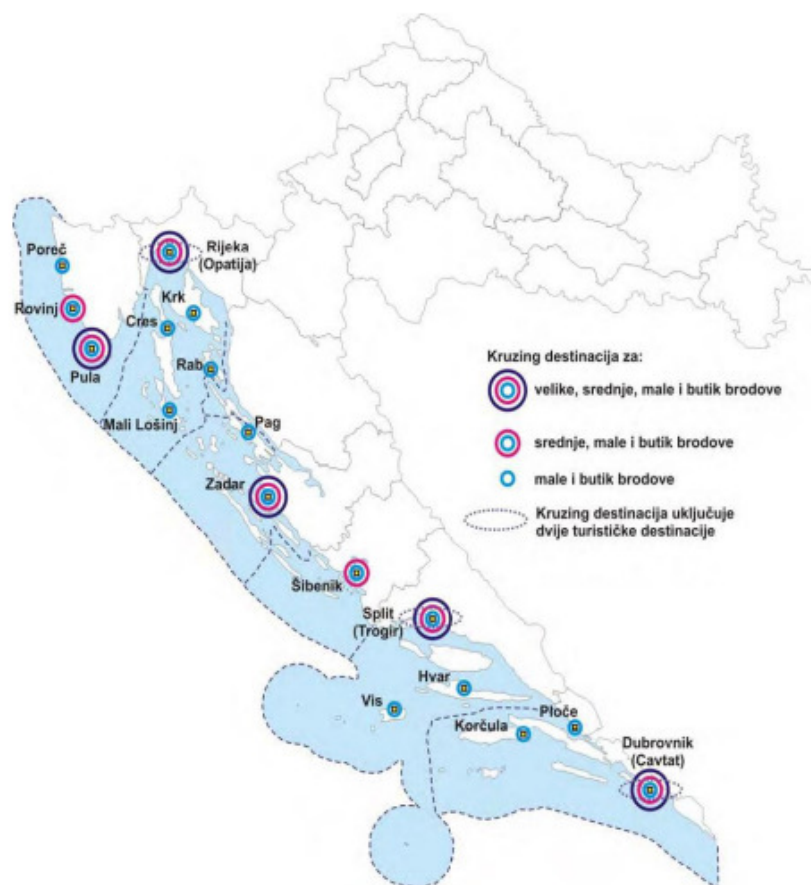 Rijeka
(Opatija)
Poreč
Krk
Rovinj
Cres
Pula
Rab
Mali Lošinj
Pag
Zadar
Šibenik
Split
(Trogir)
Hvar
Vis
Ploče
Korčula
Dubrovnik
(Cavtat)
Kruzing destinacija za:
velike, srednje, male i butik brodove
srednje, male i butik brodove
male i butik brodove
Kruzing destinacija uključuje
dvije turističke destinacije